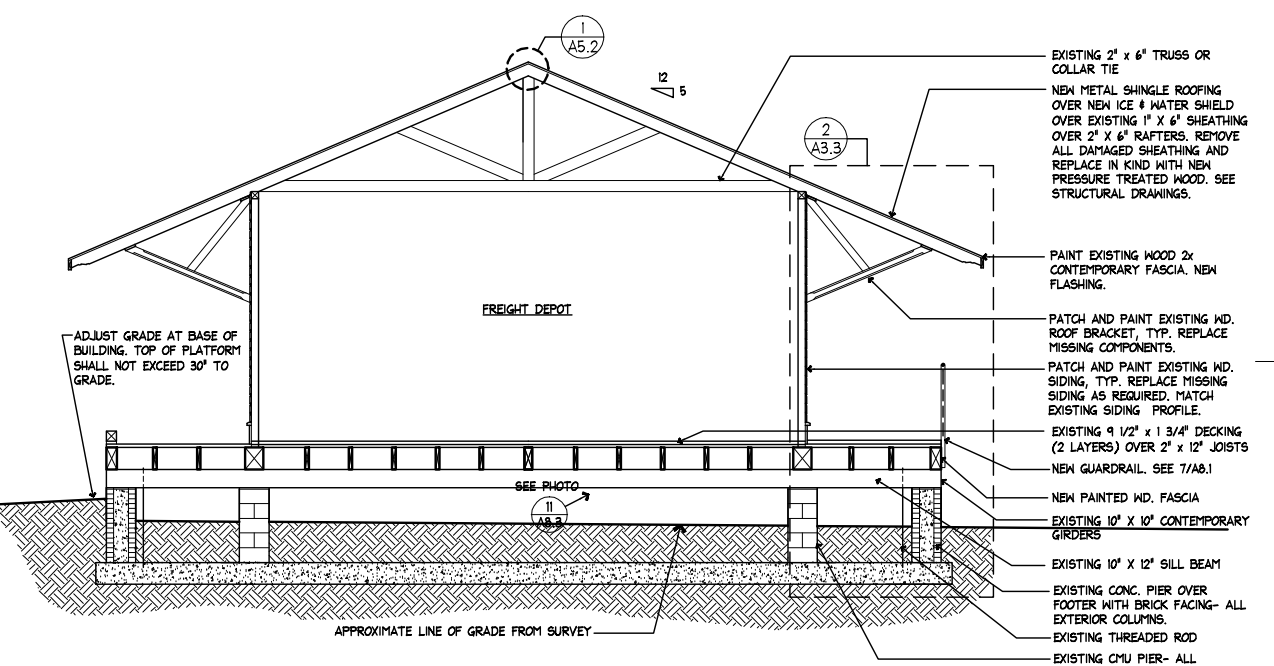 1
A5.2
12
5
2
A3.3
EXISTING 2" x 6" TRUSS OR
COLLAR TIE
NEW METAL SHINGLE ROOFING
OVER NEW ICE & WATER SHIELD
OVER EXISTING 1" X 6" SHEATHING
OVER 2" X 6" RAFTERS. REMOVE
ALL DAMAGED SHEATHING AND
REPLACE IN KIND WITH NEW
PRESSURE TREATED WOOD. SEE
STRUCTURAL DRAWINGS.
PAINT EXISTING WOOD 2x
CONTEMPORARY FASCIA. NEW
FLASHING.
FREIGHT DEPOT
PATCH AND PAINT EXISTING WD.
ROOF BRACKET, TYP. REPLACE
MISSING COMPONENTS.
ADJUST GRADE AT BASE OF
BUILDING. TOP OF PLATFORM
SHALL NOT EXCEED 30" TO
GRADE.
PATCH AND PAINT EXISTING WD.
SIDING, TYP. REPLACE MISSING
SIDING AS REQUIRED. MATCH
EXISTING SIDING PROFILE.
EXISTING 9 1/2" x 1 3/4" DECKING
(2 LAYERS) OVER 2" x 12" JOISTS
NEW GUARDRAIL. SEE 7/A8.1
SEE PHOTO
11
A8.3
NEW PAINTED WD. FASCIA
EXISTING 10" X 10" CONTEMPORARY
GIRDERS
EXISTING 10" X 12" SILL BEAM
EXISTING CONC. PIER OVER
FOOTER WITH BRICK FACING- ALL
EXTERIOR COLUMNS.
APPROXIMATE LINE OF GRADE FROM SURVEY
EXISTING THREADED ROD
EXISTING CMU PIER- ALL